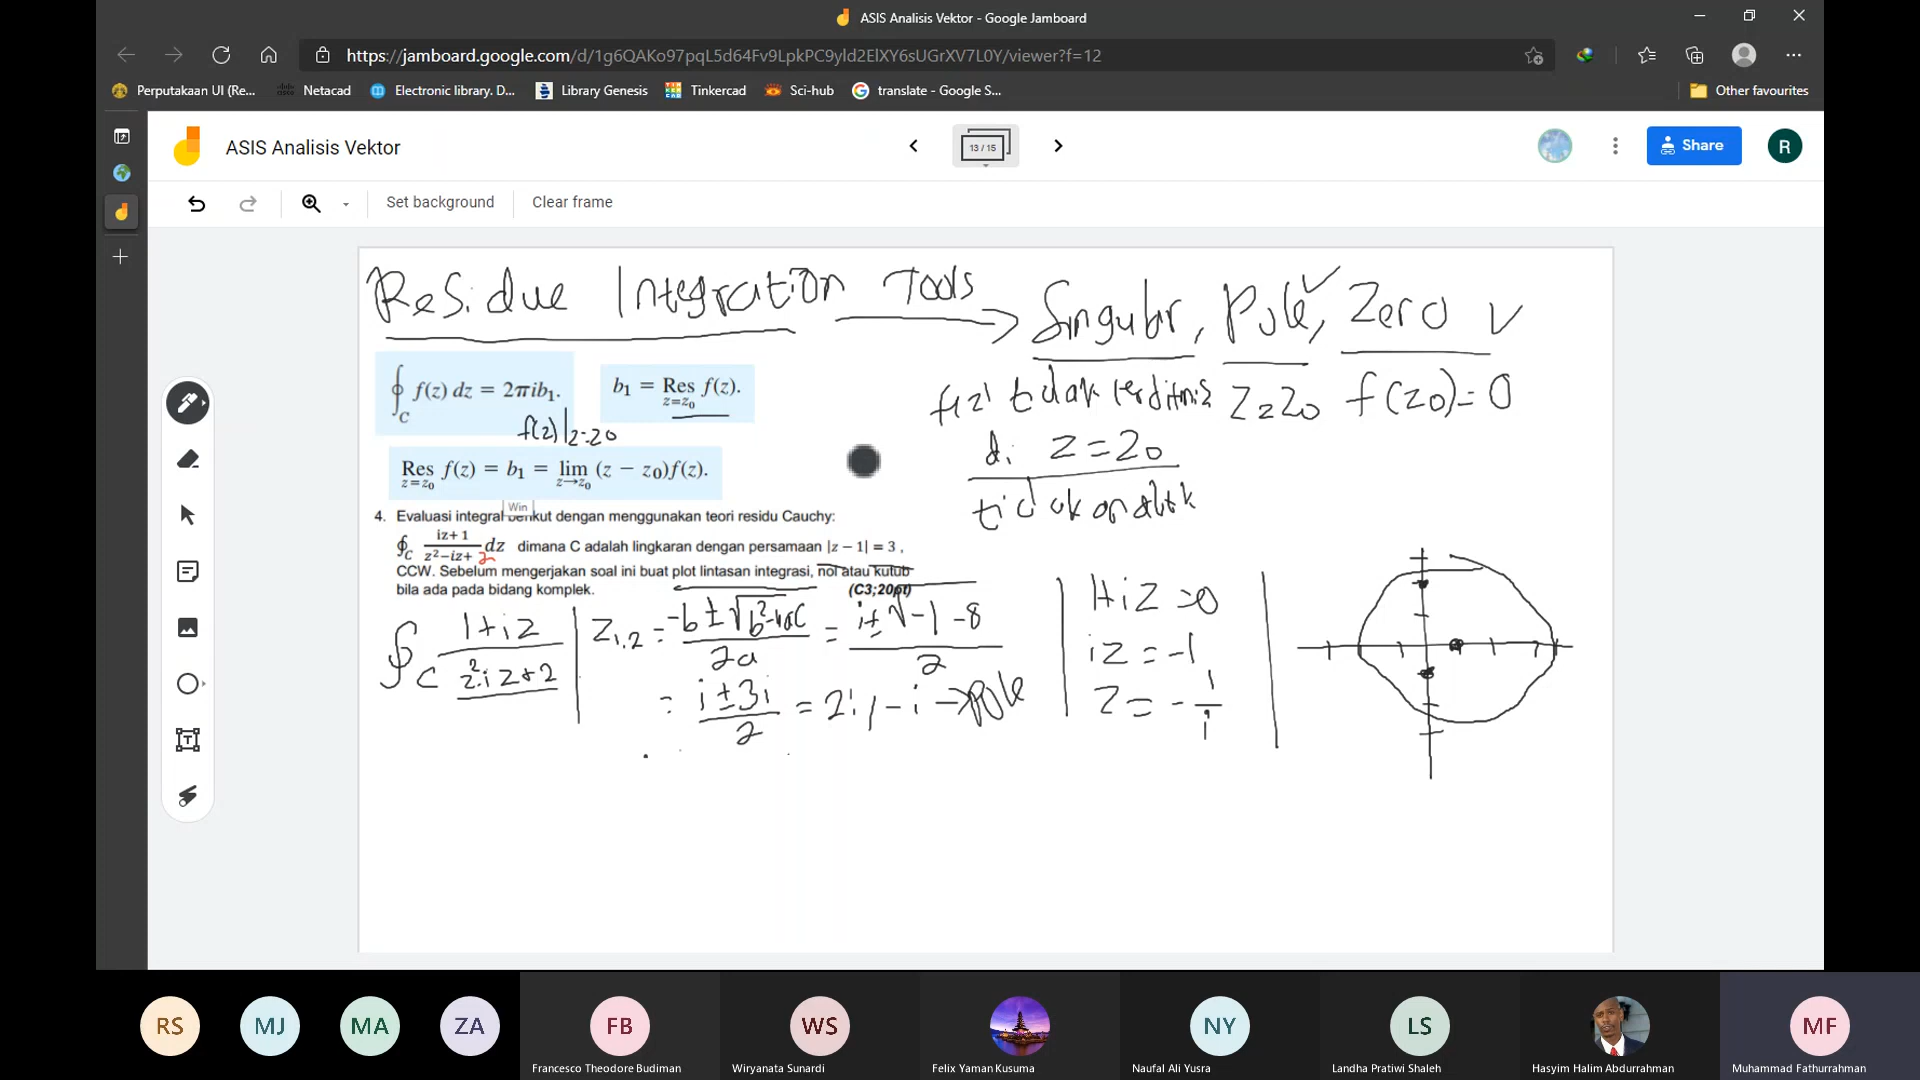 ASIS Analisis Vektor - Google Jamboard
https://jamboard.google.com/d/1g6QAKo97pqL5d64Fv9LpkPC9yld2ElXY6sUGrXV7L0Y/viewer?f=12
Perputakaan UI (Re... Netacad Electronic library. D... Library Genesis Tinkercad Sci-hub translate - Google S... Other favourites
ASIS Analisis Vektor 13 / 15 Share R
Set background Clear frame
Residue Integration Tools → Singular, Pole, Zero
∮C f(z) dz = 2πib₁. b₁ = Res z=z₀ f(z).
f(z) tidak terdifinis z=z₀ f(z₀)=0
f(z)|z=z₀
di z=z₀
Res z=z₀ f(z) = b₁ = lim z→z₀ (z − z₀)f(z).
tidak analitik
Win
4. Evaluasi integral berikut dengan menggunakan teori residu Cauchy:
∮C (iz+1)/(z²−iz+2) dz dimana C adalah lingkaran dengan persamaan |z − 1| = 3 ,
CCW. Sebelum mengerjakan soal ini buat plot lintasan integrasi, nol atau kutub
bila ada pada bidang komplek. (C3;20pt)
∮C (1+iz)/(z²-iz+2)
z₁,₂ = (-b ± √(b²-4ac))/2a = (i ± √(-1-8))/2
= (i ± 3i)/2 = 2i, -i → Pole
1+iz=0
iz = -1
z = -1/i
RS MJ MA ZA FB WS NY LS MF
Francesco Theodore Budiman Wiryanata Sunardi Felix Yaman Kusuma Naufal Ali Yusra Landha Pratiwi Shaleh Hasyim Halim Abdurrahman Muhammad Fathurrahman